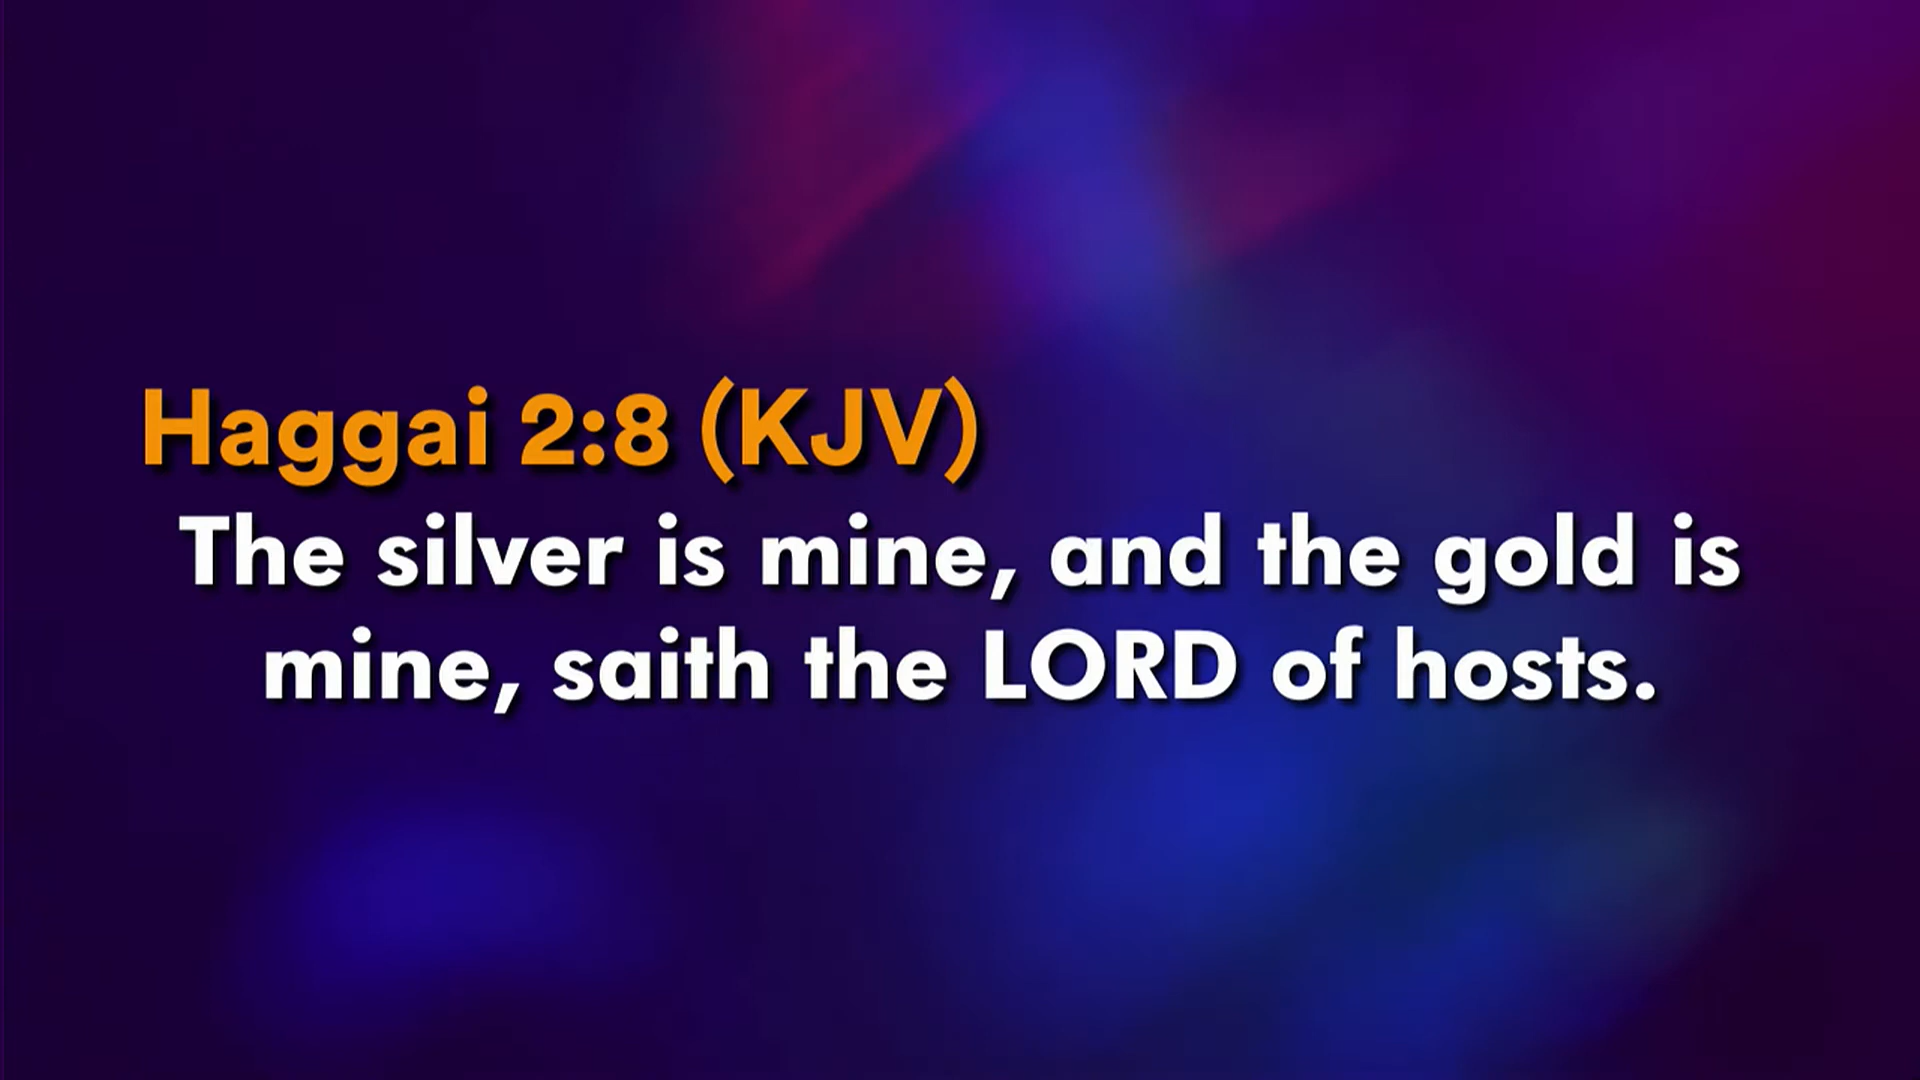 Haggai 2:8 (KJV)
The silver is mine, and the gold is
mine, saith the LORD of hosts.